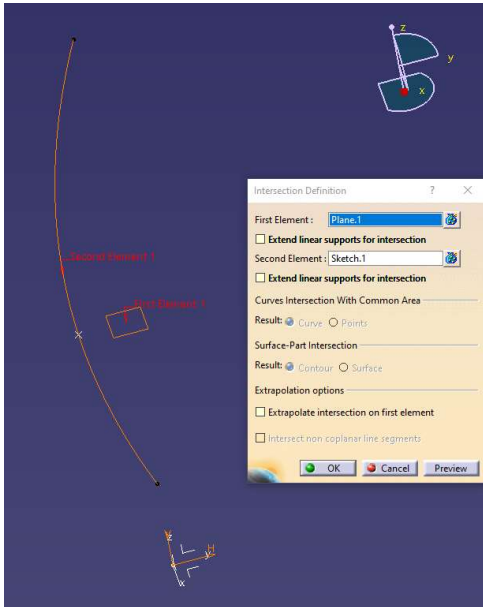 z
y
x
Second Element 1
First Element 1
Intersection Definition ? ×
First Element : Plane.1
Extend linear supports for intersection
Second Element : Sketch.1
Extend linear supports for intersection
Curves Intersection With Common Area
Result: Curve Points
Surface-Part Intersection
Result: Contour Surface
Extrapolation options
Extrapolate intersection on first element
Intersect non coplanar line segments
OK Cancel Preview
V
z
y H
x